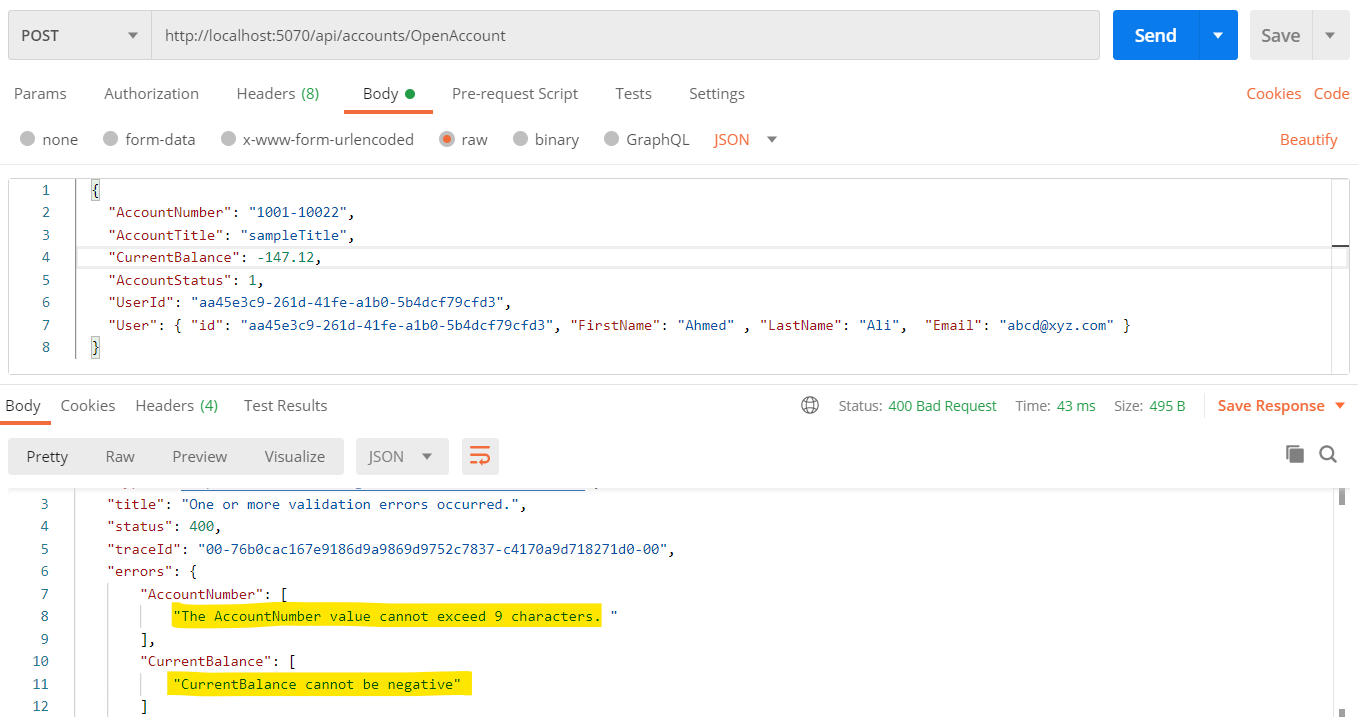 POST http://localhost:5070/api/accounts/OpenAccount Send Save
Params Authorization Headers (8) Body Pre-request Script Tests Settings Cookies Code
none form-data x-www-form-urlencoded raw binary GraphQL JSON Beautify
1 {
2 "AccountNumber": "1001-10022",
3 "AccountTitle": "sampleTitle",
4 "CurrentBalance": -147.12,
5 "AccountStatus": 1,
6 "UserId": "aa45e3c9-261d-41fe-a1b0-5b4dcf79cfd3",
7 "User": { "id": "aa45e3c9-261d-41fe-a1b0-5b4dcf79cfd3", "FirstName": "Ahmed" , "LastName": "Ali", "Email": "abcd@xyz.com" }
8 }
Body Cookies Headers (4) Test Results Status: 400 Bad Request Time: 43 ms Size: 495 B Save Response
Pretty Raw Preview Visualize JSON
3 "title": "One or more validation errors occurred.",
4 "status": 400,
5 "traceId": "00-76b0cac167e9186d9a9869d9752c7837-c4170a9d718271d0-00",
6 "errors": {
7 "AccountNumber": [
8 "The AccountNumber value cannot exceed 9 characters. "
9 ],
10 "CurrentBalance": [
11 "CurrentBalance cannot be negative"
12 ]